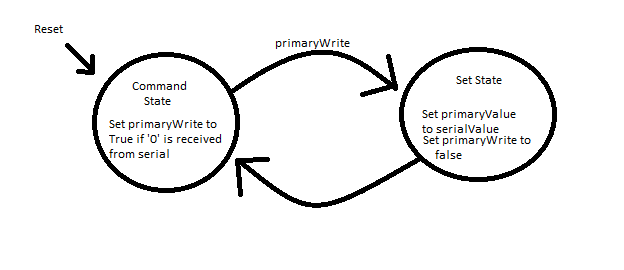 Reset
primaryWrite
Command
State
Set primaryWrite to
True if '0' is received
from serial
Set State
Set primaryValue
to serialValue
Set primaryWrite to
false